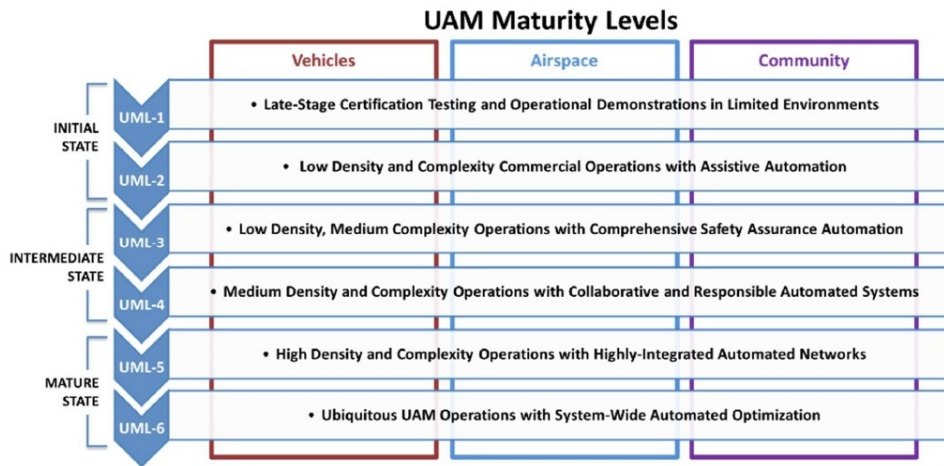 UAM Maturity Levels
Vehicles
Airspace
Community
INITIAL
STATE
UML-1
• Late-Stage Certification Testing and Operational Demonstrations in Limited Environments
UML-2
• Low Density and Complexity Commercial Operations with Assistive Automation
INTERMEDIATE
STATE
UML-3
• Low Density, Medium Complexity Operations with Comprehensive Safety Assurance Automation
UML-4
• Medium Density and Complexity Operations with Collaborative and Responsible Automated Systems
MATURE
STATE
UML-5
• High Density and Complexity Operations with Highly-Integrated Automated Networks
UML-6
• Ubiquitous UAM Operations with System-Wide Automated Optimization